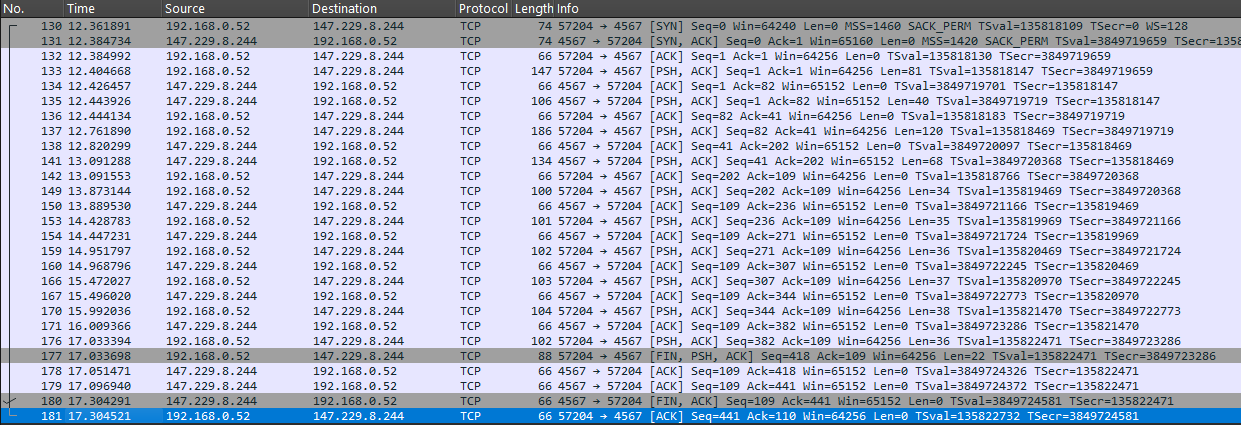 No. Time Source Destination Protocol Length Info
130 12.361891 192.168.0.52 147.229.8.244 TCP 74 57204 → 4567 [SYN] Seq=0 Win=64240 Len=0 MSS=1460 SACK_PERM TSval=135818109 TSecr=0 WS=128
131 12.384734 147.229.8.244 192.168.0.52 TCP 74 4567 → 57204 [SYN, ACK] Seq=0 Ack=1 Win=65160 Len=0 MSS=1420 SACK_PERM TSval=3849719659 TSecr=1358
132 12.384992 192.168.0.52 147.229.8.244 TCP 66 57204 → 4567 [ACK] Seq=1 Ack=1 Win=64256 Len=0 TSval=135818130 TSecr=3849719659
133 12.404668 192.168.0.52 147.229.8.244 TCP 147 57204 → 4567 [PSH, ACK] Seq=1 Ack=1 Win=64256 Len=81 TSval=135818147 TSecr=3849719659
134 12.426457 147.229.8.244 192.168.0.52 TCP 66 4567 → 57204 [ACK] Seq=1 Ack=82 Win=65152 Len=0 TSval=3849719701 TSecr=135818147
135 12.443926 147.229.8.244 192.168.0.52 TCP 106 4567 → 57204 [PSH, ACK] Seq=1 Ack=82 Win=65152 Len=40 TSval=3849719719 TSecr=135818147
136 12.444134 192.168.0.52 147.229.8.244 TCP 66 57204 → 4567 [ACK] Seq=82 Ack=41 Win=64256 Len=0 TSval=135818183 TSecr=3849719719
137 12.761890 192.168.0.52 147.229.8.244 TCP 186 57204 → 4567 [PSH, ACK] Seq=82 Ack=41 Win=64256 Len=120 TSval=135818469 TSecr=3849719719
138 12.820299 147.229.8.244 192.168.0.52 TCP 66 4567 → 57204 [ACK] Seq=41 Ack=202 Win=65152 Len=0 TSval=3849720097 TSecr=135818469
141 13.091288 147.229.8.244 192.168.0.52 TCP 134 4567 → 57204 [PSH, ACK] Seq=41 Ack=202 Win=65152 Len=68 TSval=3849720368 TSecr=135818469
142 13.091553 192.168.0.52 147.229.8.244 TCP 66 57204 → 4567 [ACK] Seq=202 Ack=109 Win=64256 Len=0 TSval=135818766 TSecr=3849720368
149 13.873144 192.168.0.52 147.229.8.244 TCP 100 57204 → 4567 [PSH, ACK] Seq=202 Ack=109 Win=64256 Len=34 TSval=135819469 TSecr=3849720368
150 13.889530 147.229.8.244 192.168.0.52 TCP 66 4567 → 57204 [ACK] Seq=109 Ack=236 Win=65152 Len=0 TSval=3849721166 TSecr=135819469
153 14.428783 192.168.0.52 147.229.8.244 TCP 101 57204 → 4567 [PSH, ACK] Seq=236 Ack=109 Win=64256 Len=35 TSval=135819969 TSecr=3849721166
154 14.447231 147.229.8.244 192.168.0.52 TCP 66 4567 → 57204 [ACK] Seq=109 Ack=271 Win=65152 Len=0 TSval=3849721724 TSecr=135819969
159 14.951797 192.168.0.52 147.229.8.244 TCP 102 57204 → 4567 [PSH, ACK] Seq=271 Ack=109 Win=64256 Len=36 TSval=135820469 TSecr=3849721724
160 14.968796 147.229.8.244 192.168.0.52 TCP 66 4567 → 57204 [ACK] Seq=109 Ack=307 Win=65152 Len=0 TSval=3849722245 TSecr=135820469
166 15.472027 192.168.0.52 147.229.8.244 TCP 103 57204 → 4567 [PSH, ACK] Seq=307 Ack=109 Win=64256 Len=37 TSval=135820970 TSecr=3849722245
167 15.496020 147.229.8.244 192.168.0.52 TCP 66 4567 → 57204 [ACK] Seq=109 Ack=344 Win=65152 Len=0 TSval=3849722773 TSecr=135820970
170 15.992036 192.168.0.52 147.229.8.244 TCP 104 57204 → 4567 [PSH, ACK] Seq=344 Ack=109 Win=64256 Len=38 TSval=135821470 TSecr=3849722773
171 16.009366 147.229.8.244 192.168.0.52 TCP 66 4567 → 57204 [ACK] Seq=109 Ack=382 Win=65152 Len=0 TSval=3849723286 TSecr=135821470
176 17.033394 192.168.0.52 147.229.8.244 TCP 102 57204 → 4567 [PSH, ACK] Seq=382 Ack=109 Win=64256 Len=36 TSval=135822471 TSecr=3849723286
177 17.033698 192.168.0.52 147.229.8.244 TCP 88 57204 → 4567 [FIN, PSH, ACK] Seq=418 Ack=109 Win=64256 Len=22 TSval=135822471 TSecr=3849723286
178 17.051471 147.229.8.244 192.168.0.52 TCP 66 4567 → 57204 [ACK] Seq=109 Ack=418 Win=65152 Len=0 TSval=3849724326 TSecr=135822471
179 17.096940 147.229.8.244 192.168.0.52 TCP 66 4567 → 57204 [ACK] Seq=109 Ack=441 Win=65152 Len=0 TSval=3849724372 TSecr=135822471
180 17.304291 147.229.8.244 192.168.0.52 TCP 66 4567 → 57204 [FIN, ACK] Seq=109 Ack=441 Win=65152 Len=0 TSval=3849724581 TSecr=135822471
181 17.304521 192.168.0.52 147.229.8.244 TCP 66 57204 → 4567 [ACK] Seq=441 Ack=110 Win=64256 Len=0 TSval=135822732 TSecr=3849724581